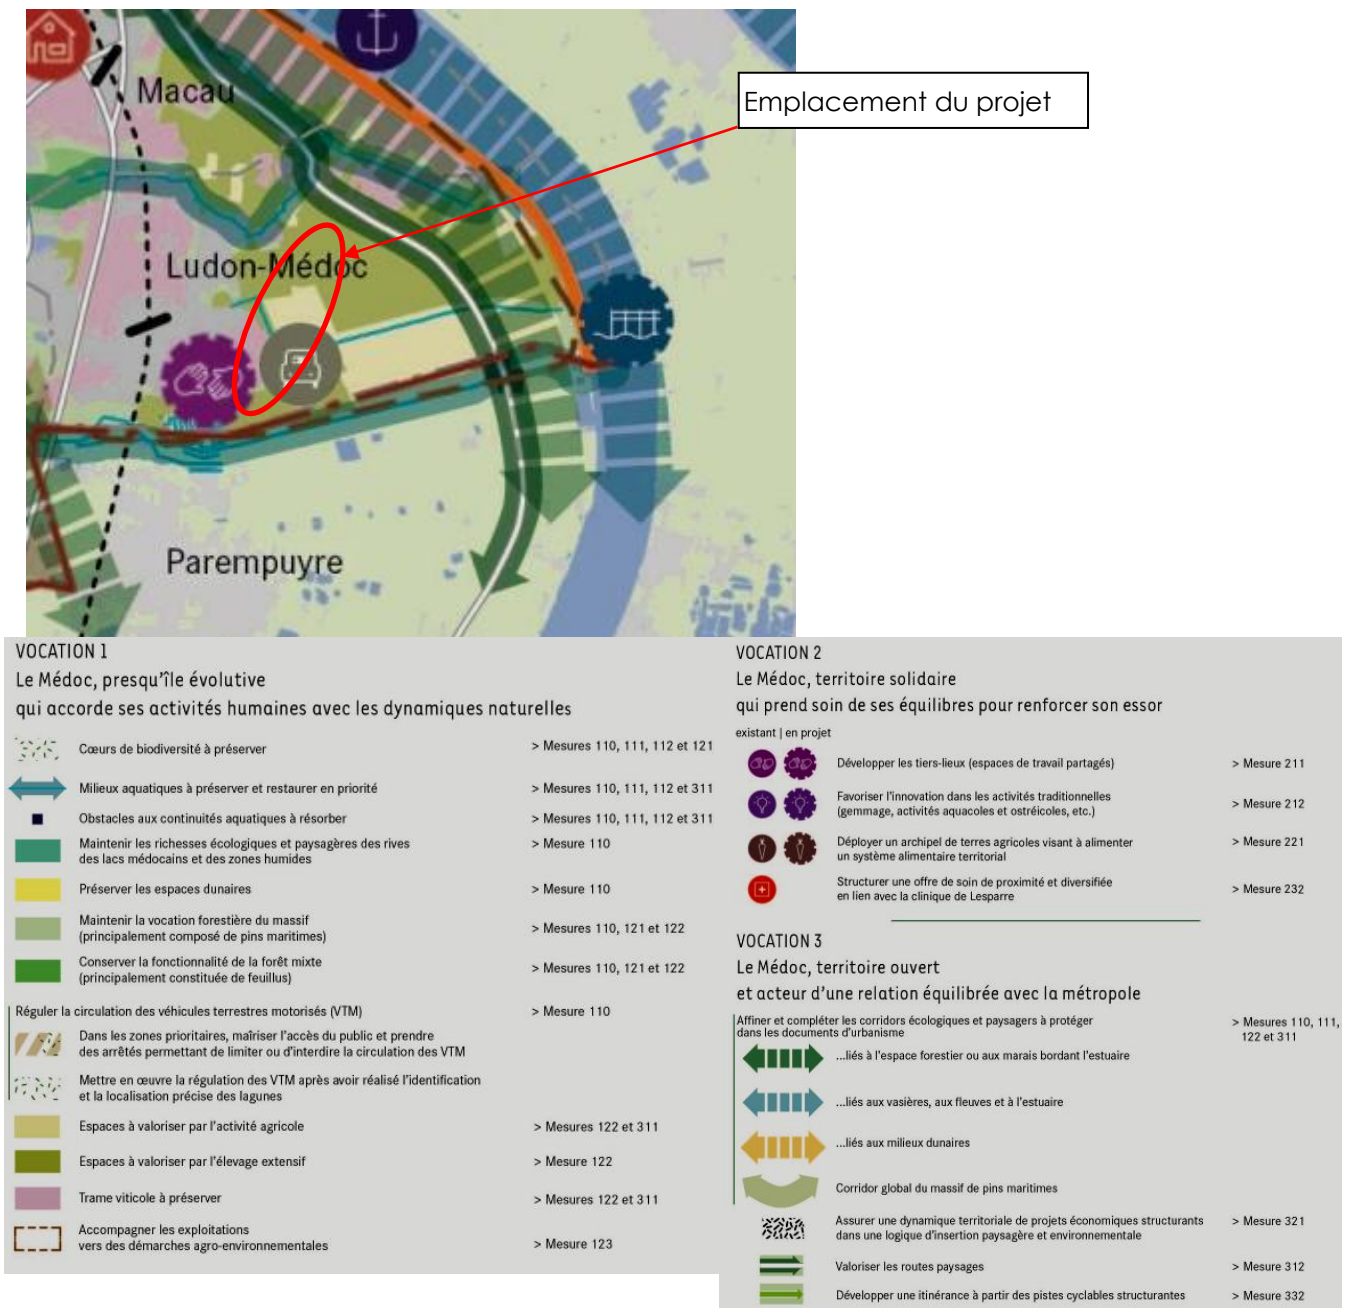 Macau
Emplacement du projet
Ludon-Médoc
Parempuyre
VOCATION 1
Le Médoc, presqu'île évolutive
qui accorde ses activités humaines avec les dynamiques naturelles
Cœurs de biodiversité à préserver > Mesures 110, 111, 112 et 121
Milieux aquatiques à préserver et restaurer en priorité > Mesures 110, 111, 112 et 311
Obstacles aux continuités aquatiques à résorber > Mesures 110, 111, 112 et 311
Maintenir les richesses écologiques et paysagères des rives > Mesure 110
des lacs médocains et des zones humides
Préserver les espaces dunaires > Mesure 110
Maintenir la vocation forestière du massif
(principalement composé de pins maritimes) > Mesures 110, 121 et 122
Conserver la fonctionnalité de la forêt mixte
(principalement constituée de feuillus) > Mesures 110, 121 et 122
Réguler la circulation des véhicules terrestres motorisés (VTM) > Mesure 110
Dans les zones prioritaires, maîtriser l'accès du public et prendre
des arrêtés permettant de limiter ou d'interdire la circulation des VTM
Mettre en œuvre la régulation des VTM après avoir réalisé l'identification
et la localisation précise des lagunes
Espaces à valoriser par l'activité agricole > Mesures 122 et 311
Espaces à valoriser par l'élevage extensif > Mesure 122
Trame viticole à préserver > Mesures 122 et 311
Accompagner les exploitations
vers des démarches agro-environnementales > Mesure 123
VOCATION 2
Le Médoc, territoire solidaire
qui prend soin de ses équilibres pour renforcer son essor
existant | en projet
Développer les tiers-lieux (espaces de travail partagés) > Mesure 211
Favoriser l'innovation dans les activités traditionnelles > Mesure 212
(gemmage, activités aquacoles et ostréicoles, etc.)
Déployer un archipel de terres agricoles visant à alimenter > Mesure 221
un système alimentaire territorial
Structurer une offre de soin de proximité et diversifiée > Mesure 232
en lien avec la clinique de Lesparre
VOCATION 3
Le Médoc, territoire ouvert
et acteur d'une relation équilibrée avec la métropole
Affiner et compléter les corridors écologiques et paysagers à protéger > Mesures 110, 111,
dans les documents d'urbanisme 122 et 311
...liés à l'espace forestier ou aux marais bordant l'estuaire
...liés aux vasières, aux fleuves et à l'estuaire
...liés aux milieux dunaires
Corridor global du massif de pins maritimes
Assurer une dynamique territoriale de projets économiques structurants > Mesure 321
dans une logique d'insertion paysagère et environnementale
Valoriser les routes paysages > Mesure 312
Développer une itinérance à partir des pistes cyclables structurantes > Mesure 332